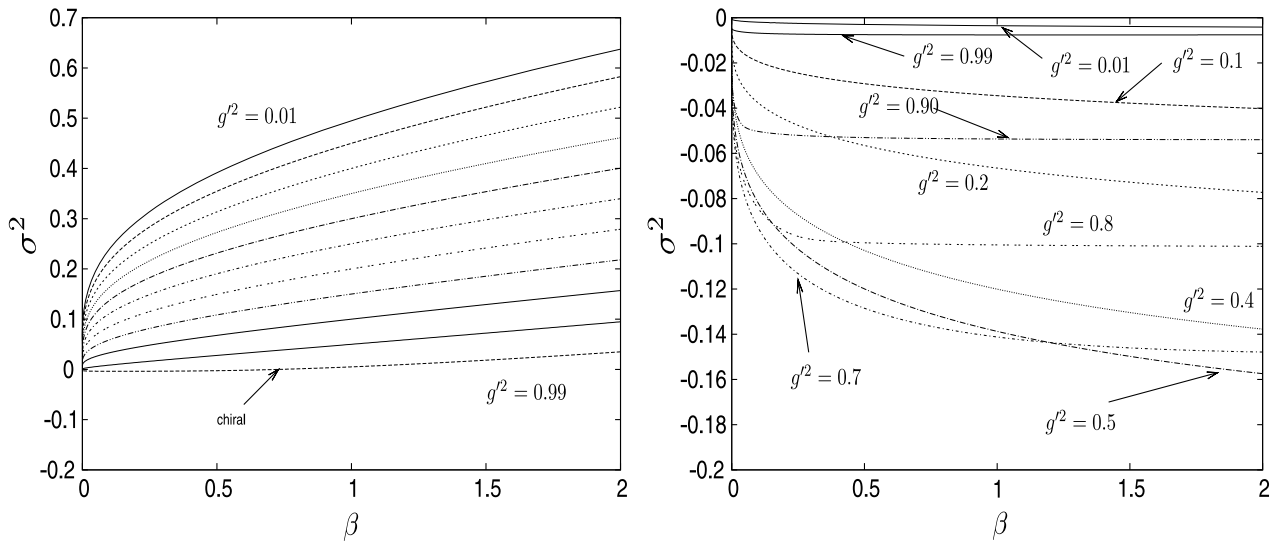 0.7
0.6
0.5
0.4
0.3
0.2
0.1
0
-0.1
-0.2
σ²
g′² = 0.01
chiral
g′² = 0.99
0 0.5 1 1.5 2
β
0
-0.02
-0.04
-0.06
-0.08
-0.1
-0.12
-0.14
-0.16
-0.18
-0.2
σ²
g′² = 0.99
g′² = 0.01
g′² = 0.1
g′² = 0.90
g′² = 0.2
g′² = 0.8
g′² = 0.4
g′² = 0.7
g′² = 0.5
0 0.5 1 1.5 2
β